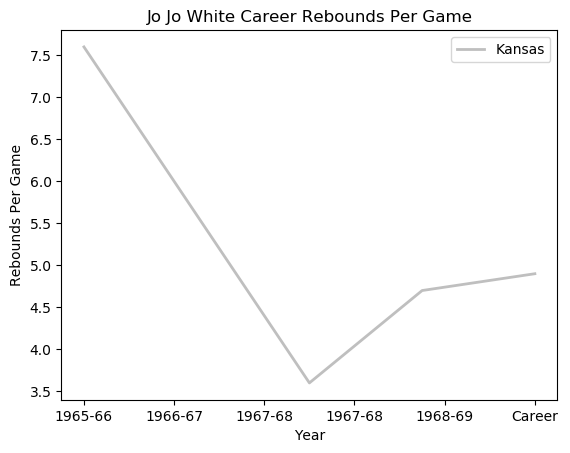 Jo Jo White Career Rebounds Per Game
Kansas
7.5
7.0
6.5
6.0
5.5
5.0
4.5
4.0
3.5
Rebounds Per Game
1965-66 1966-67 1967-68 1967-68 1968-69 Career
Year